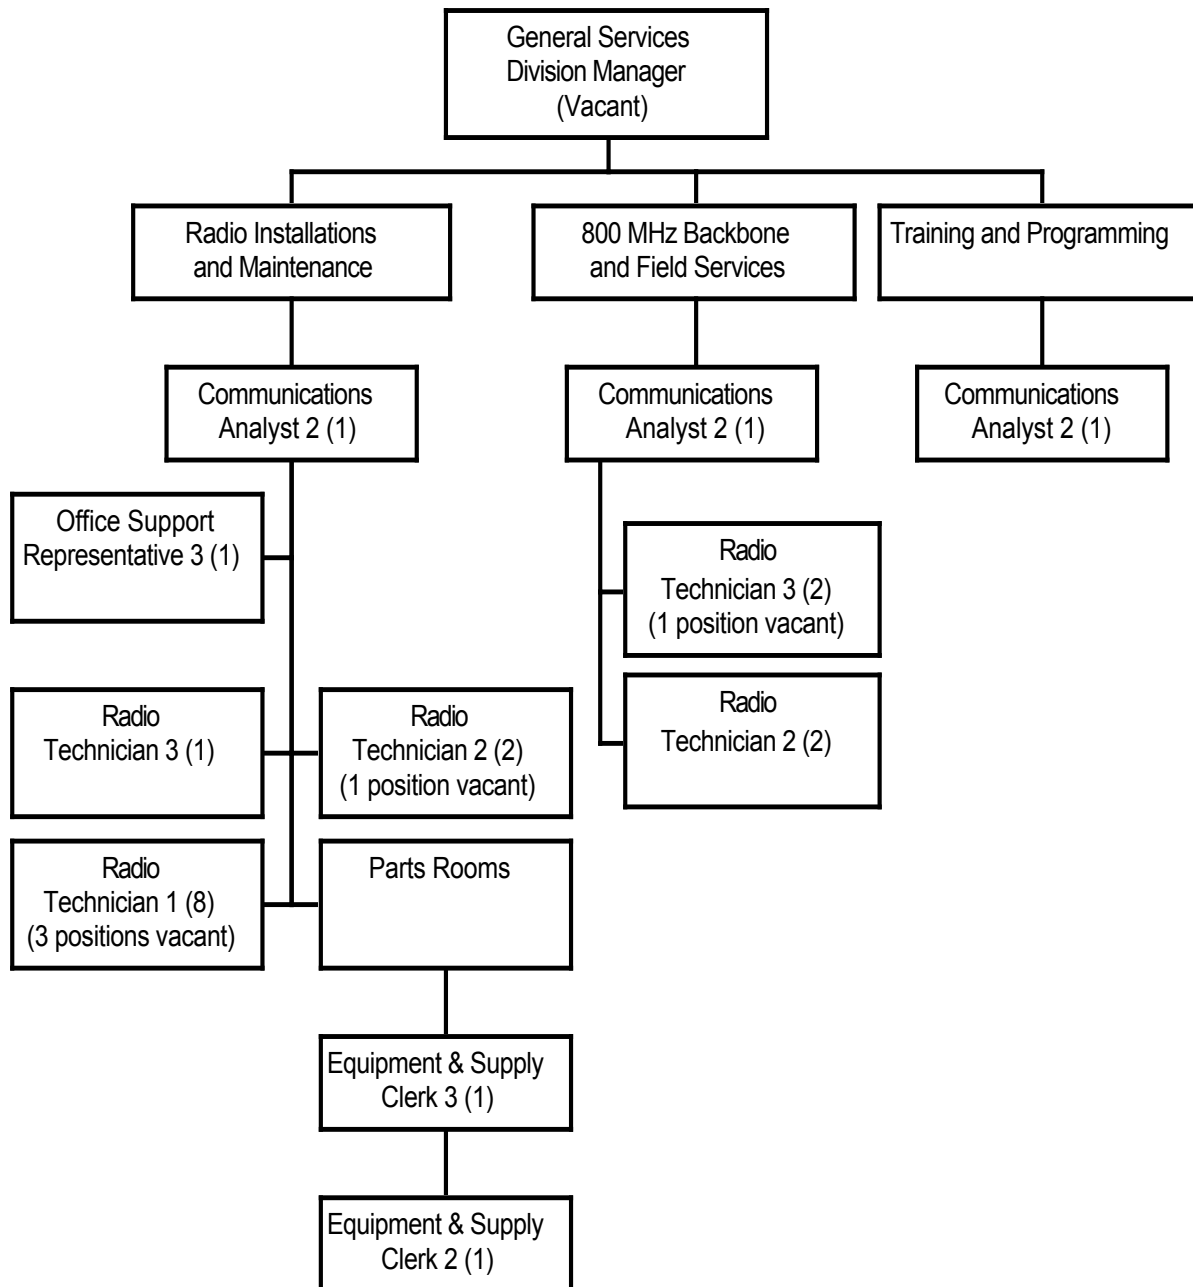 General Services
Division Manager
(Vacant)
Radio Installations
and Maintenance
800 MHz Backbone
and Field Services
Training and Programming
Communications
Analyst 2 (1)
Communications
Analyst 2 (1)
Communications
Analyst 2 (1)
Office Support
Representative 3 (1)
Radio
Technician 3 (2)
(1 position vacant)
Radio
Technician 3 (1)
Radio
Technician 2 (2)
(1 position vacant)
Radio
Technician 2 (2)
Radio
Technician 1 (8)
(3 positions vacant)
Parts Rooms
Equipment & Supply
Clerk 3 (1)
Equipment & Supply
Clerk 2 (1)